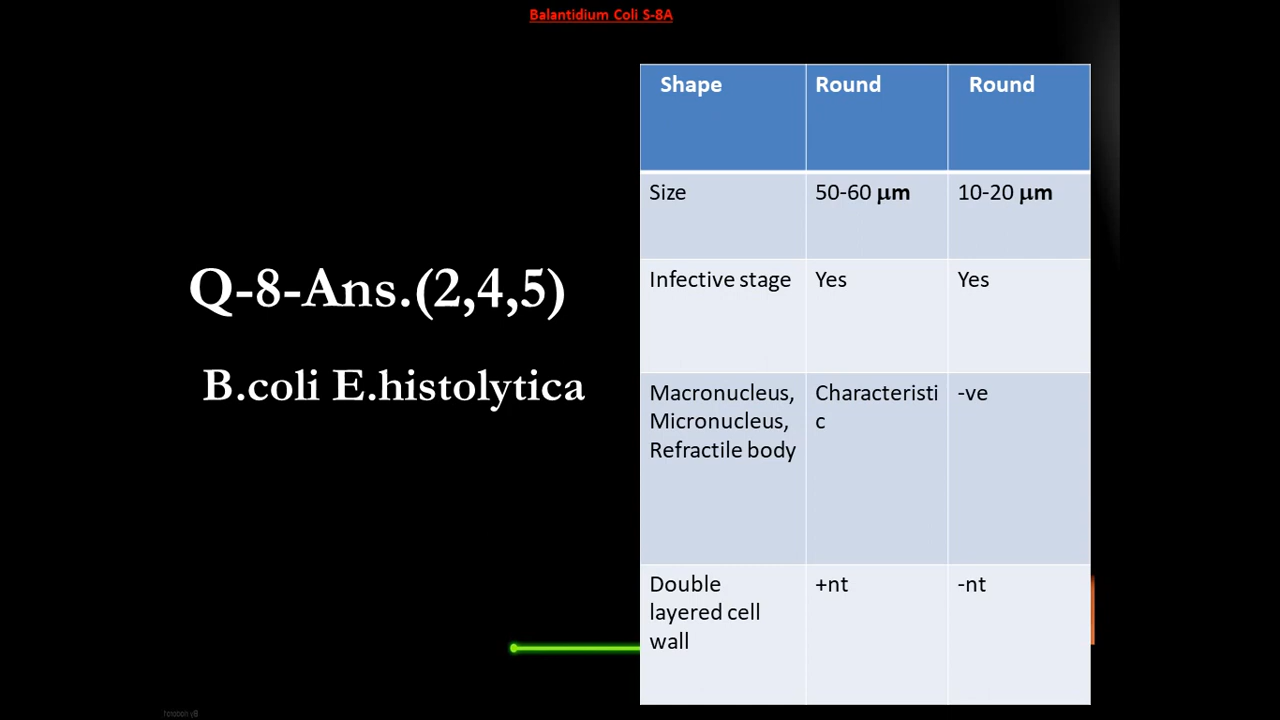 Balantidium Coli S-8A
Q-8-Ans.(2,4,5)
B.coli E.histolytica
Shape Round Round
Size 50-60 μm 10-20 μm
Infective stage Yes Yes
Macronucleus, Characteristi -ve
Micronucleus, c
Refractile body
Double +nt -nt
layered cell
wall